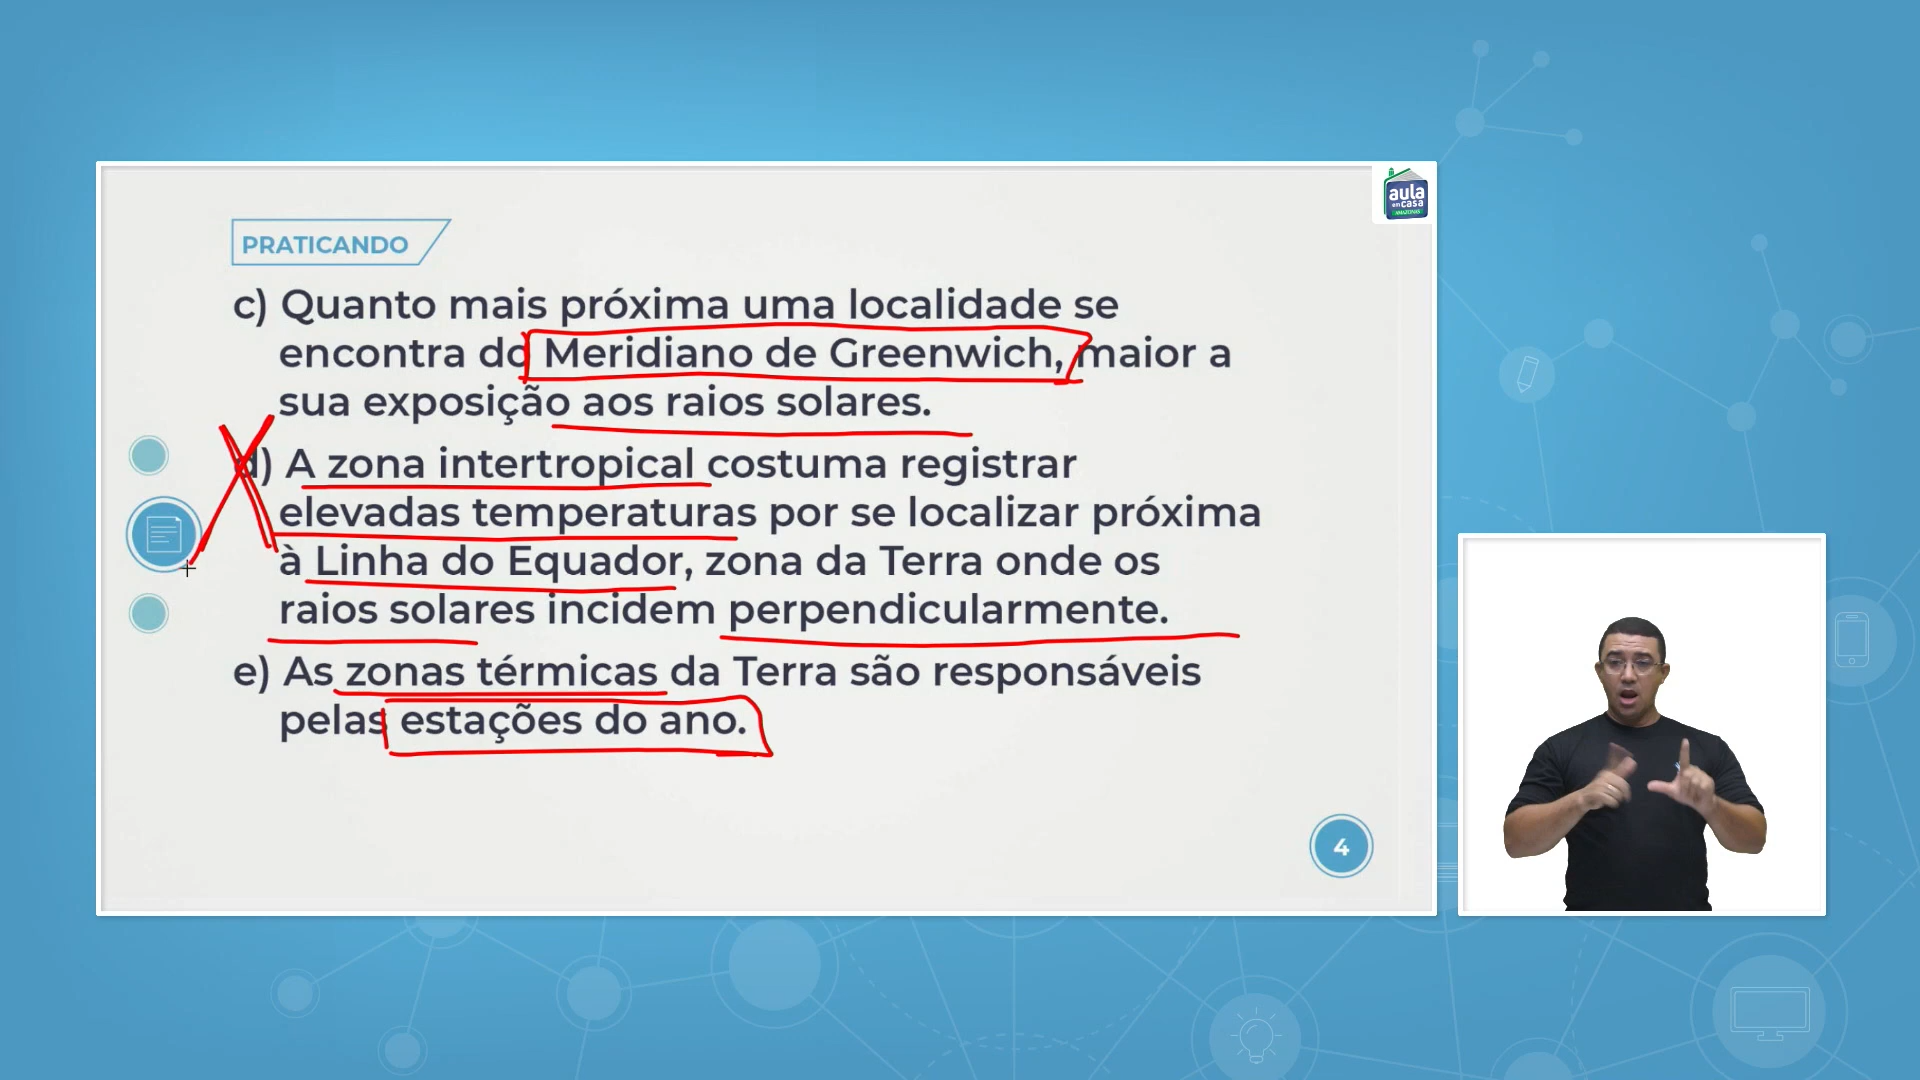 aula
em casa
AMAZONAS
PRATICANDO
c) Quanto mais próxima uma localidade se
encontra do Meridiano de Greenwich, maior a
sua exposição aos raios solares.
d) A zona intertropical costuma registrar
elevadas temperaturas por se localizar próxima
à Linha do Equador, zona da Terra onde os
raios solares incidem perpendicularmente.
e) As zonas térmicas da Terra são responsáveis
pelas estações do ano.
4